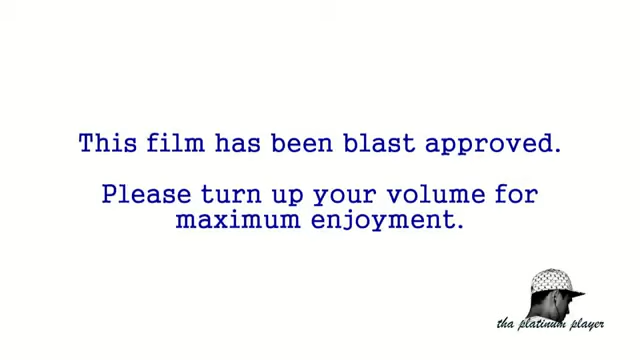 This film has been blast approved.
Please turn up your volume for
maximum enjoyment.
tha platinum player